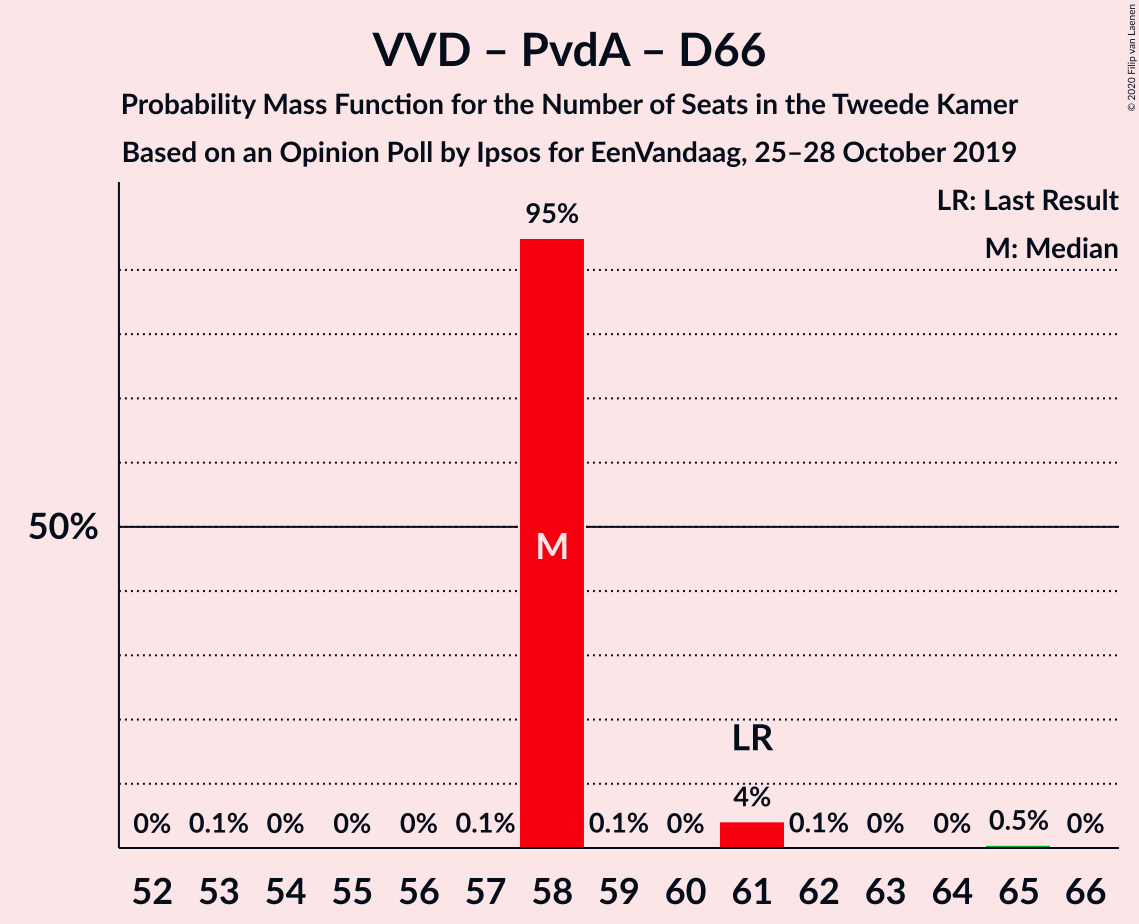 VVD – PvdA – D66
Probability Mass Function for the Number of Seats in the Tweede Kamer
Based on an Opinion Poll by Ipsos for EenVandaag, 25–28 October 2019
© 2020 Filip van Laenen
LR: Last Result
M: Median
95%
50%
M
LR
4%
0% 0.1% 0% 0% 0% 0.1% 0.1% 0% 0.1% 0% 0% 0.5% 0%
52 53 54 55 56 57 58 59 60 61 62 63 64 65 66